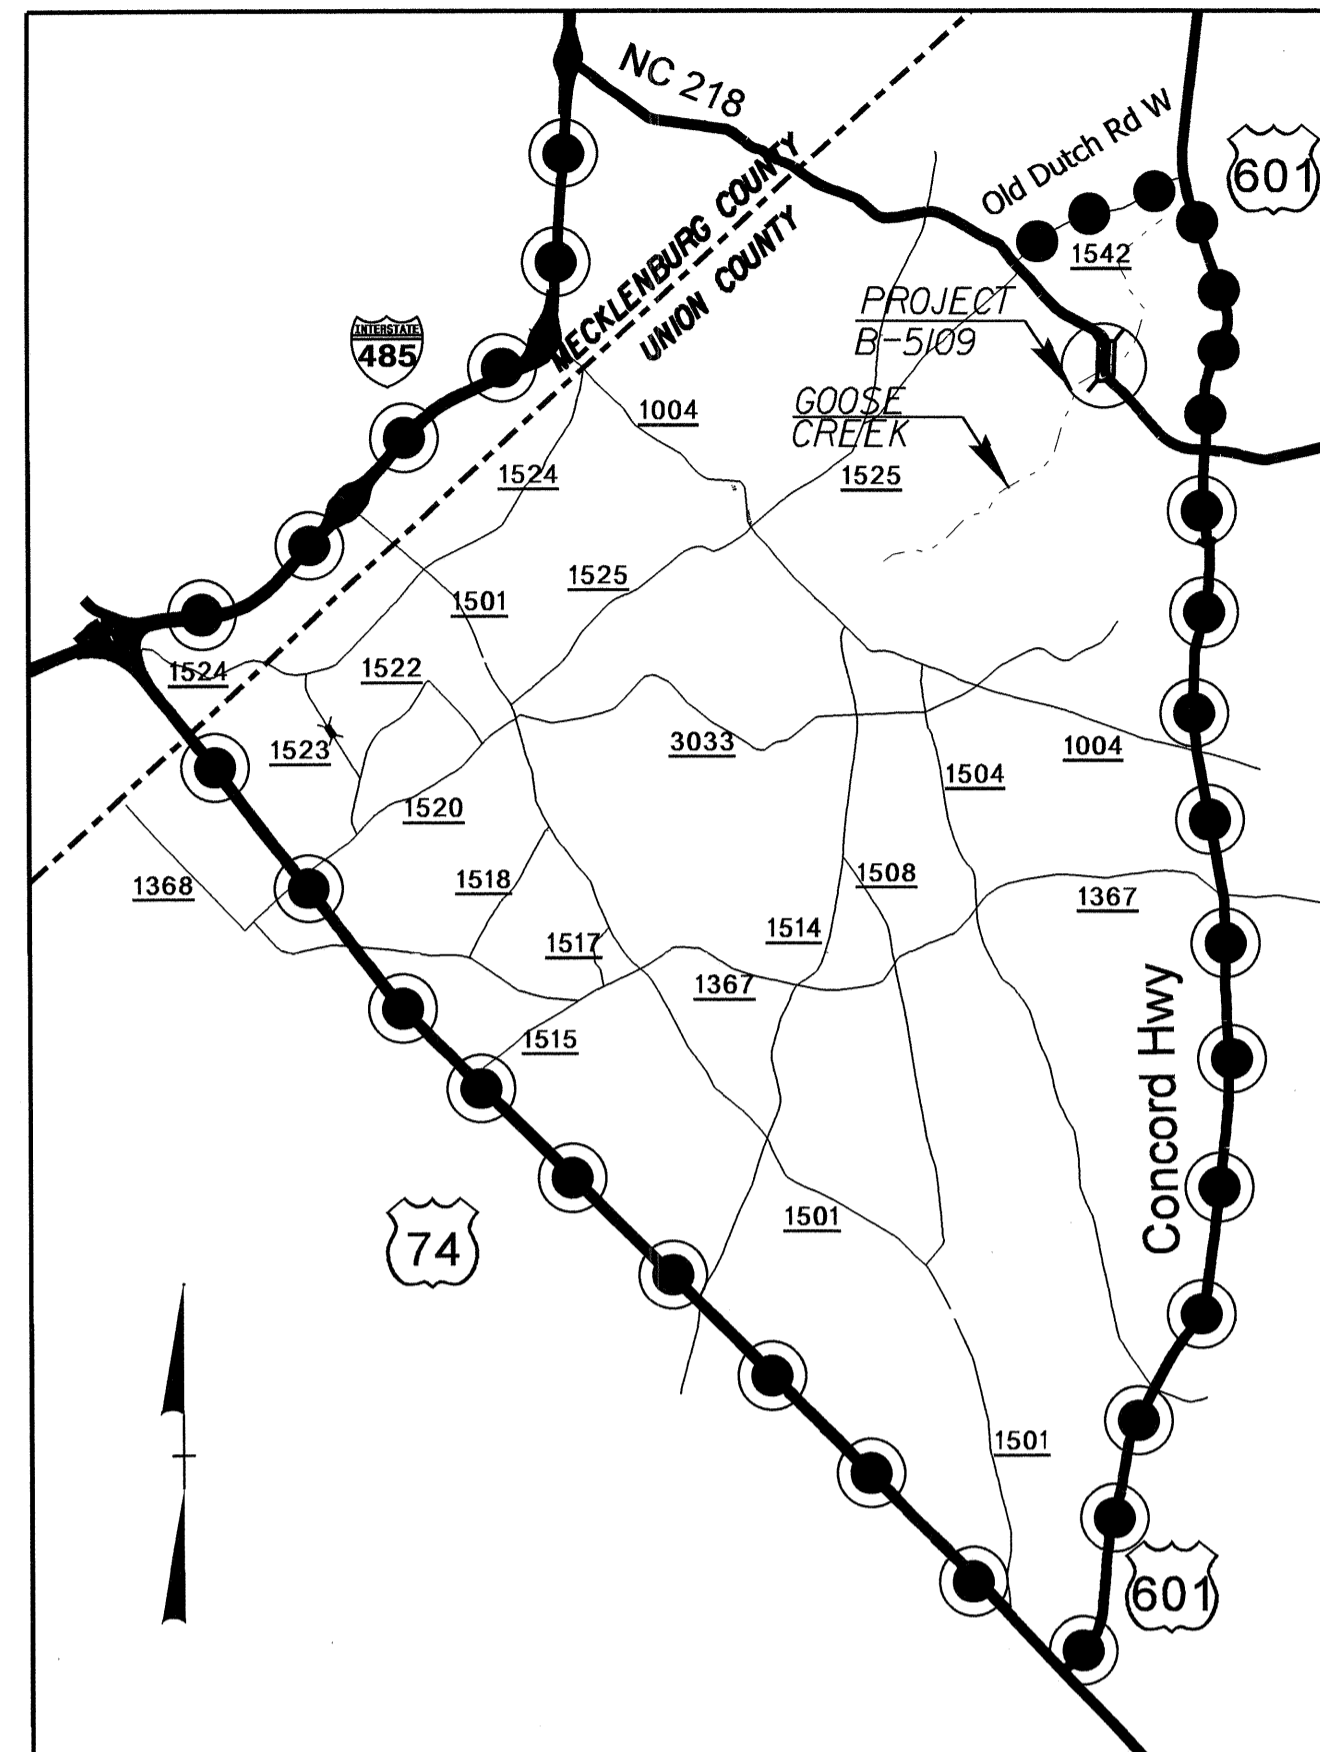 NC 218
Old Dutch Rd W
601
MECKLENBURG COUNTY
UNION COUNTY
1542
PROJECT
B-5109
INTERSTATE
485
GOOSE
CREEK
1004
1524
1525
1525
1501
1524
1522
1523
3033
1004
1504
1520
1368
1518
1508
1367
1517
1514
1367
1515
Concord Hwy
74
1501
1501
601